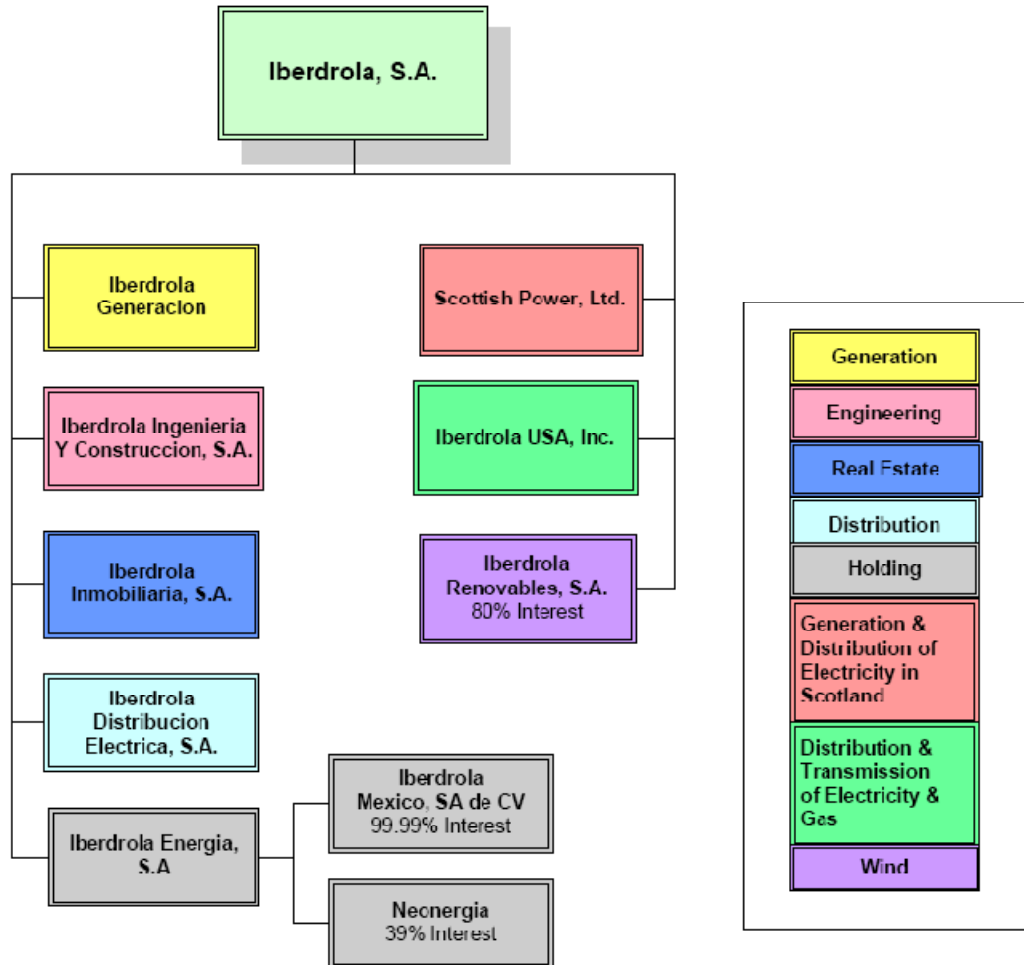 Iberdrola, S.A.
Iberdrola
Generacion
Iberdrola Ingenieria
Y Construccion, S.A.
Iberdrola
Inmobiliaria, S.A.
Iberdrola
Distribucion
Electrica, S.A.
Iberdrola Energia,
S.A
Iberdrola
Mexico, SA de CV
99.99% Interest
Neonergia
39% Interest
Scottish Power, Ltd.
Iberdrola USA, Inc.
Iberdrola
Renovables, S.A.
80% Interest
Generation
Engineering
Real Estate
Distribution
Holding
Generation &
Distribution of
Electricity in
Scotland
Distribution &
Transmission
of Electricity &
Gas
Wind